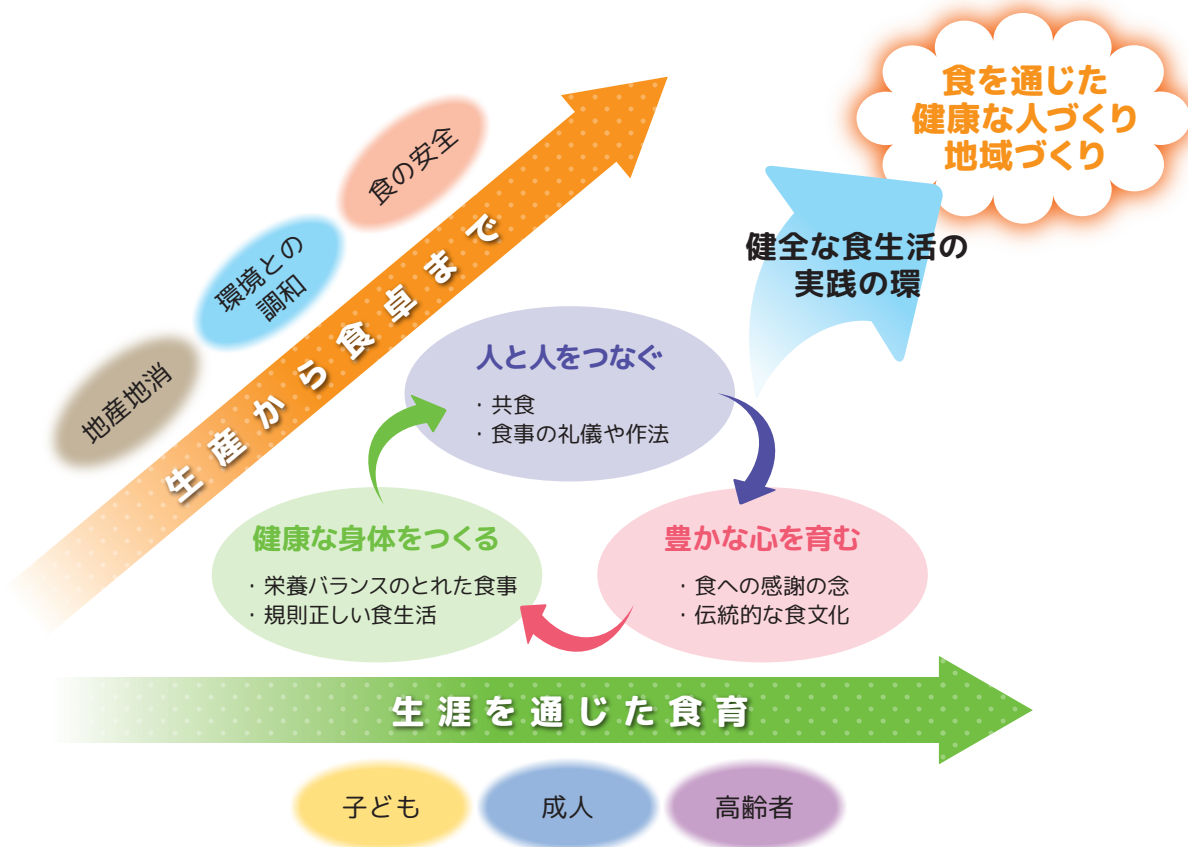 食を通じた
健康な人づくり
地域づくり
健全な食生活の
実践の環
食の安全
環境との
調和
地産地消
生産から食卓まで
人と人をつなぐ
・共食
・食事の礼儀や作法
健康な身体をつくる
・栄養バランスのとれた食事
・規則正しい食生活
豊かな心を育む
・食への感謝の念
・伝統的な食文化
生涯を通じた食育
子ども
成人
高齢者